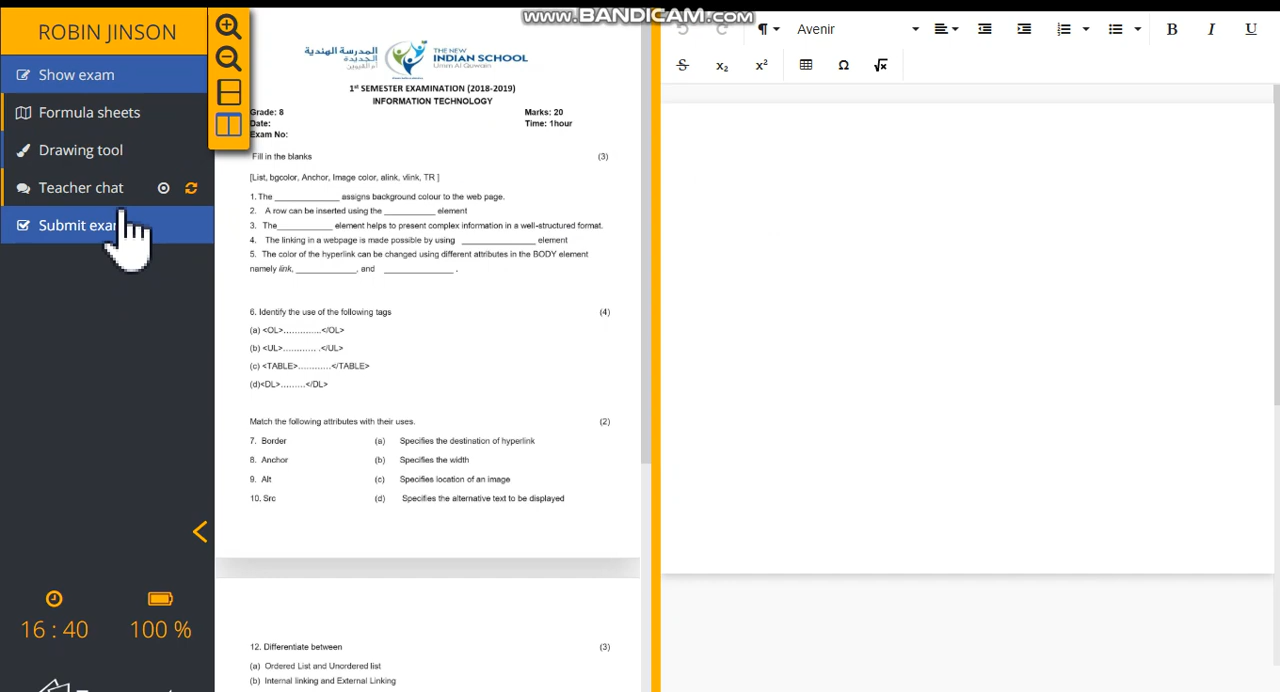 ROBIN JINSON
Show exam
Formula sheets
Drawing tool
Teacher chat
Submit exam
16 : 40
100 %
www.BANDICAM.com
المدرسة الهندية
الجديدة
أم القيوين
THE NEW
INDIAN SCHOOL
Umm Al Quwain
1st SEMESTER EXAMINATION (2018-2019)
INFORMATION TECHNOLOGY
Grade: 8 Marks: 20
Date: Time: 1hour
Exam No:
Fill in the blanks (3)
[List, bgcolor, Anchor, Image color, alink, vlink, TR ]
1. The ______________ assigns background colour to the web page.
2. A row can be inserted using the ___________ element
3. The____________ element helps to present complex information in a well-structured format.
4. The linking in a webpage is made possible by using ________________ element
5. The color of the hyperlink can be changed using different attributes in the BODY element
namely link, _____________, and _______________ .
6. Identify the use of the following tags (4)
(a) <OL>.............</OL>
(b) <UL>............ .</UL>
(c) <TABLE>............</TABLE>
(d)<DL>.........</DL>
Match the following attributes with their uses. (2)
7. Border (a) Specifies the destination of hyperlink
8. Anchor (b) Specifies the width
9. Alt (c) Specifies location of an image
10. Src (d) Specifies the alternative text to be displayed
12. Differentiate between (3)
(a) Ordered List and Unordered list
(b) Internal linking and External Linking
¶ Avenir B I U
S x₂ x² Ω √x